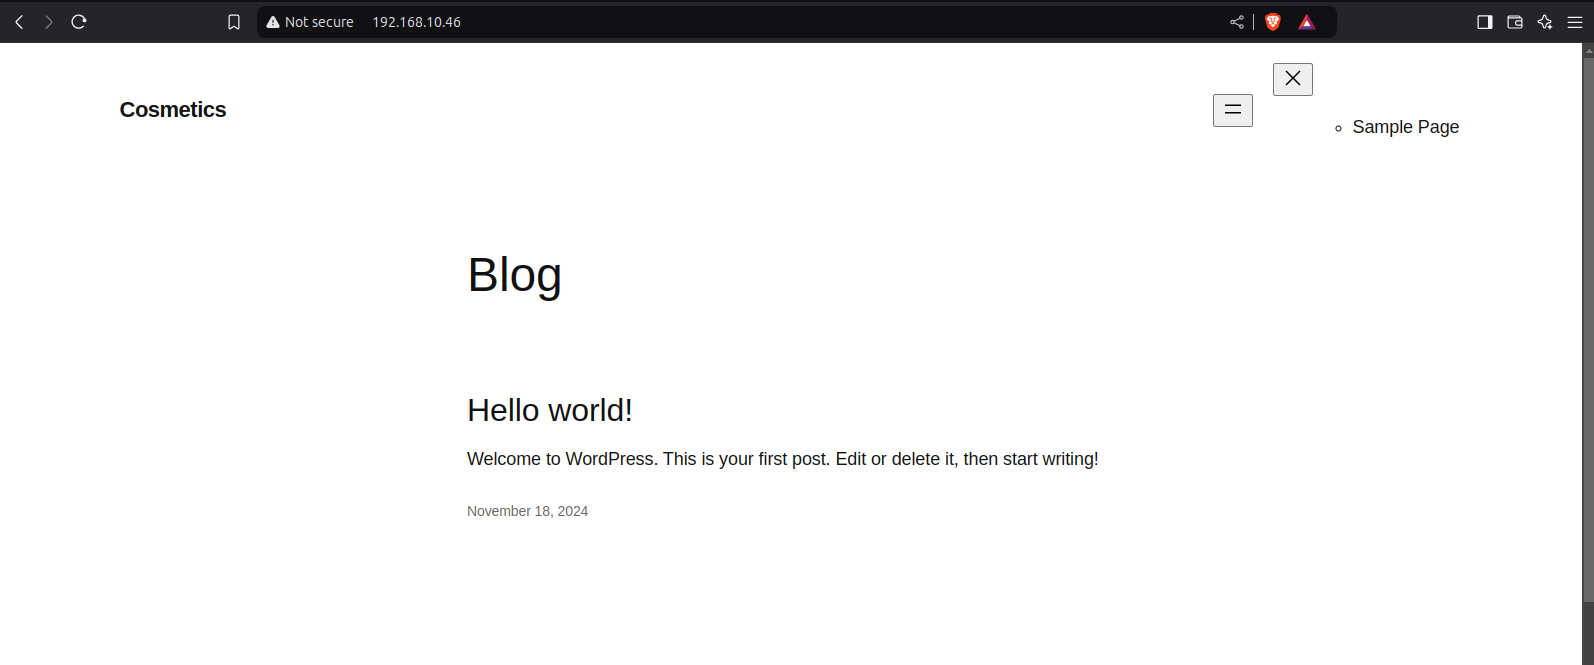 Not secure 192.168.10.46
Cosmetics
Sample Page
Blog
Hello world!
Welcome to WordPress. This is your first post. Edit or delete it, then start writing!
November 18, 2024